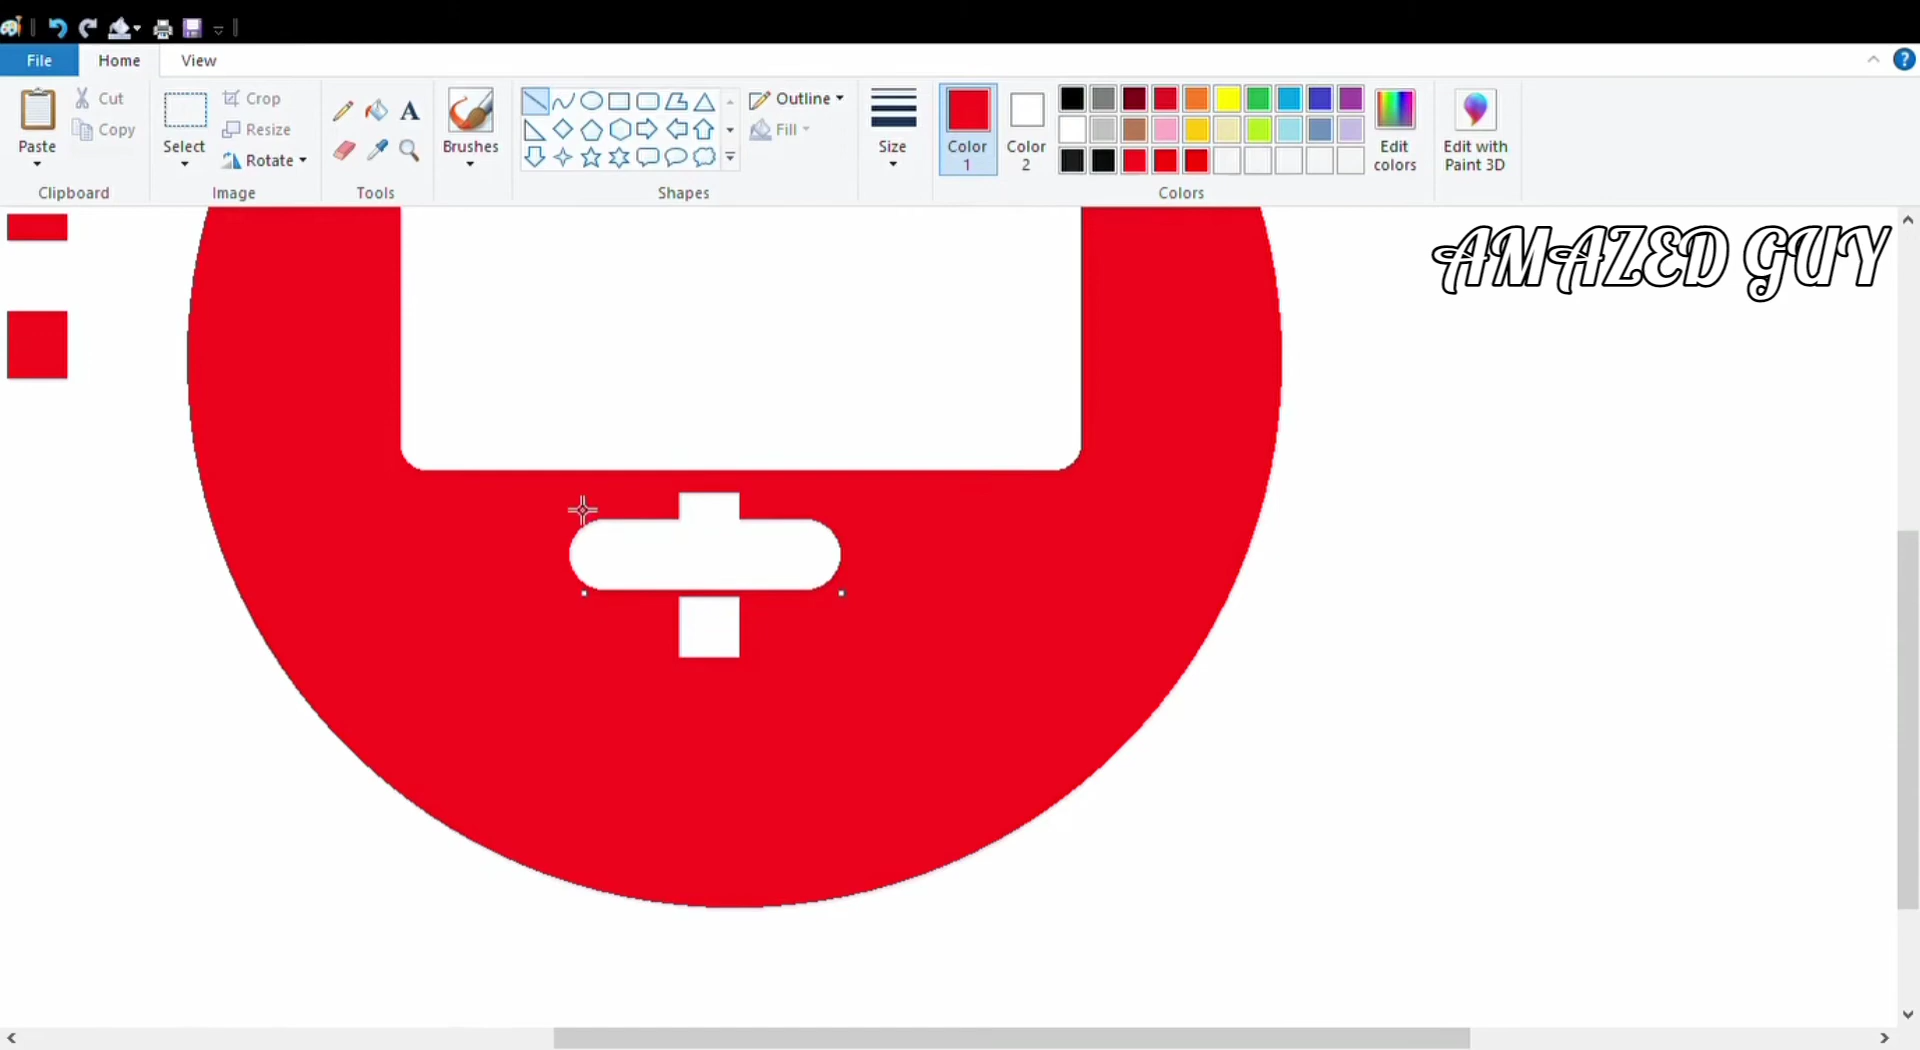 File Home View
Paste
Cut
Copy
Clipboard
Select
Crop
Resize
Rotate
Image
A
Tools
Brushes
Outline
Fill
Shapes
Size
Color
1
Color
2
Edit
colors
Colors
Edit with
Paint 3D
?
AMAZED GUY